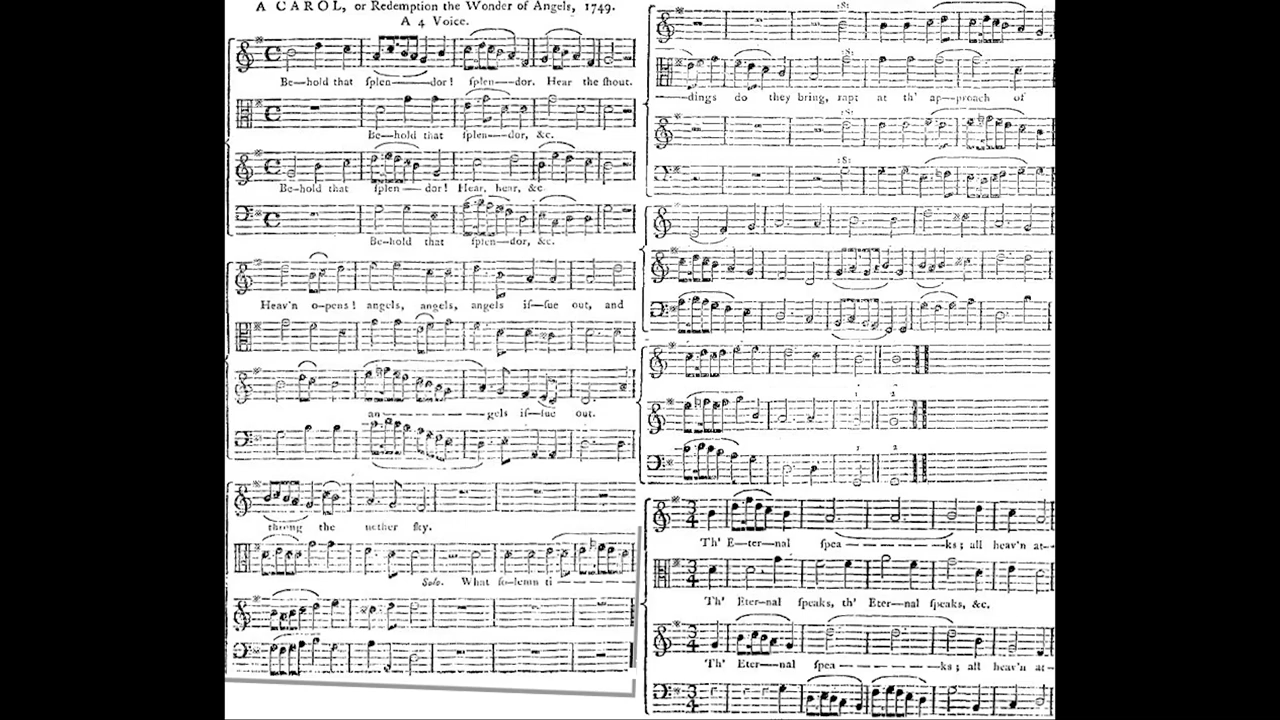 A CAROL, or Redemption the Wonder of Angels, 1749.
A 4 Voice.
Be—hold that ſplen——dor! ſplen—dor. Hear the ſhout.
Be—hold that ſplen—dor, &c.
Be—hold that ſplen—dor! Hear, hear, &c
Be—hold that ſplen—dor, &c.
Heav'n o-pens! angels, angels, angels iſ—ſue out, and
an————————gels iſ—ſue out.
throng the nether ſky.
Solo. What ſo-lemn ti————
——dings do they bring, rapt at th' ap—proach of
:S:
:S:
:S:
:S:
1 2
1 2
Th' E—ter—nal ſpea————————ks; all heav'n at-
Th' Eter—nal ſpeaks, th' Eter—nal ſpeaks, &c.
Th' Eter—nal ſpea————————ks; all heav'n at-